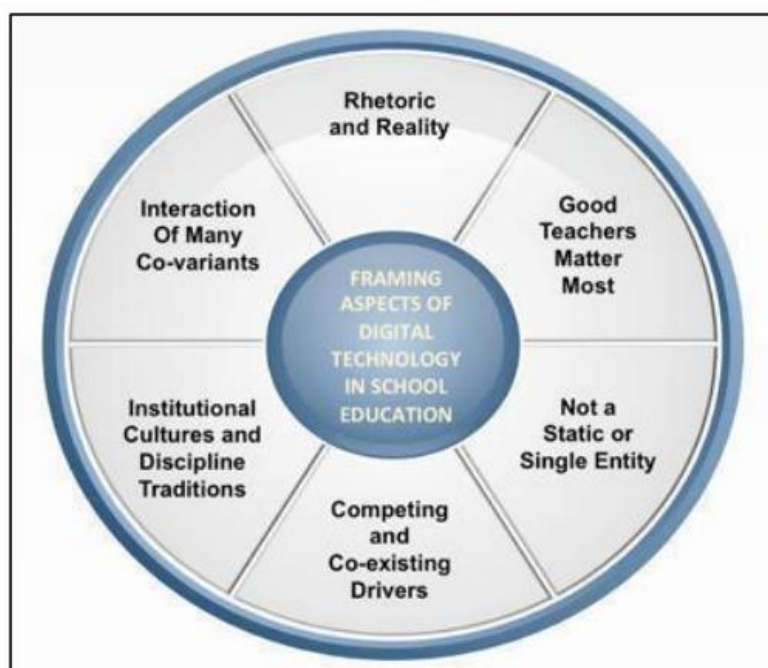 Rhetoric
and Reality
Good
Teachers
Matter
Most
Not a
Static or
Single Entity
Competing
and
Co-existing
Drivers
Institutional
Cultures and
Discipline
Traditions
Interaction
Of Many
Co-variants
FRAMING
ASPECTS OF
DIGITAL
TECHNOLOGY
IN SCHOOL
EDUCATION